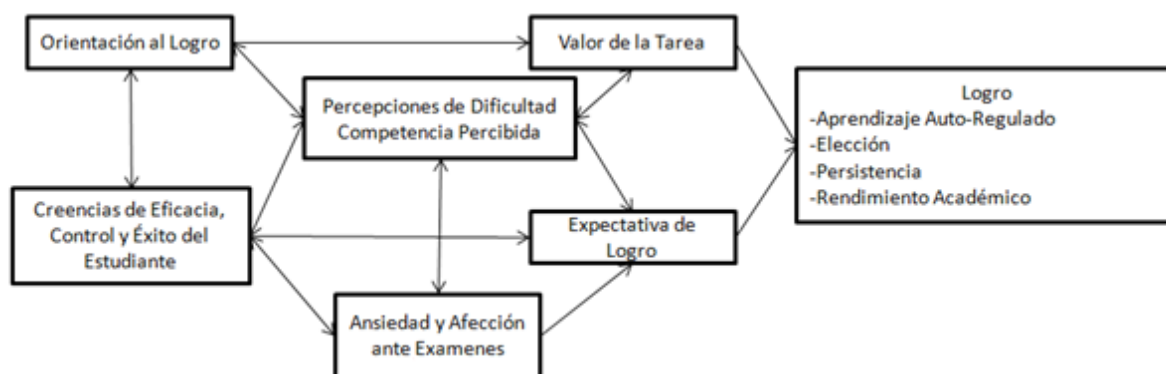 Orientación al Logro
Valor de la Tarea
Percepciones de Dificultad
Competencia Percibida
Logro
-Aprendizaje Auto-Regulado
-Elección
-Persistencia
-Rendimiento Académico
Creencias de Eficacia,
Control y Éxito del
Estudiante
Expectativa de
Logro
Ansiedad y Afección
ante Examenes